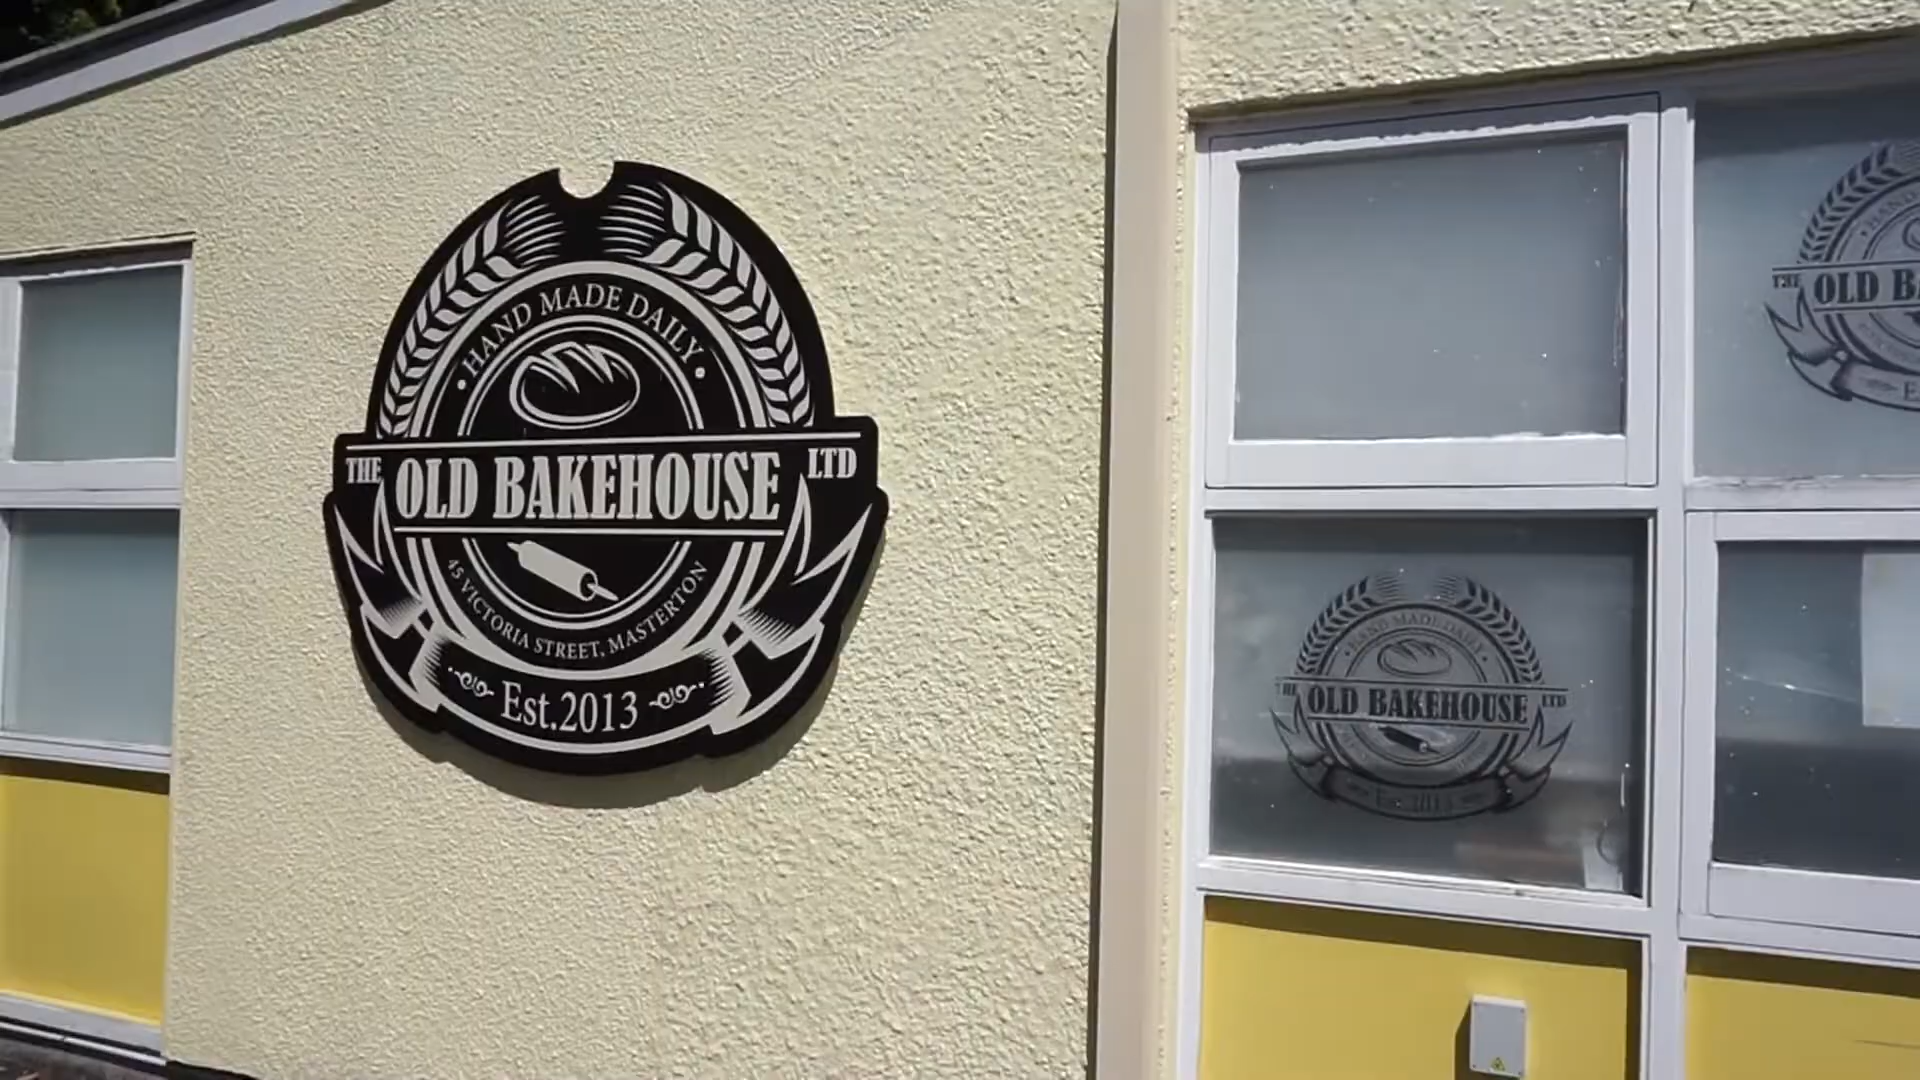 HAND MADE DAILY
THE OLD BAKEHOUSE LTD
45 VICTORIA STREET, MASTERTON
Est.2013
THE OLD BA
HAND MADE DAILY
THE OLD BAKEHOUSE LTD
Est.2013